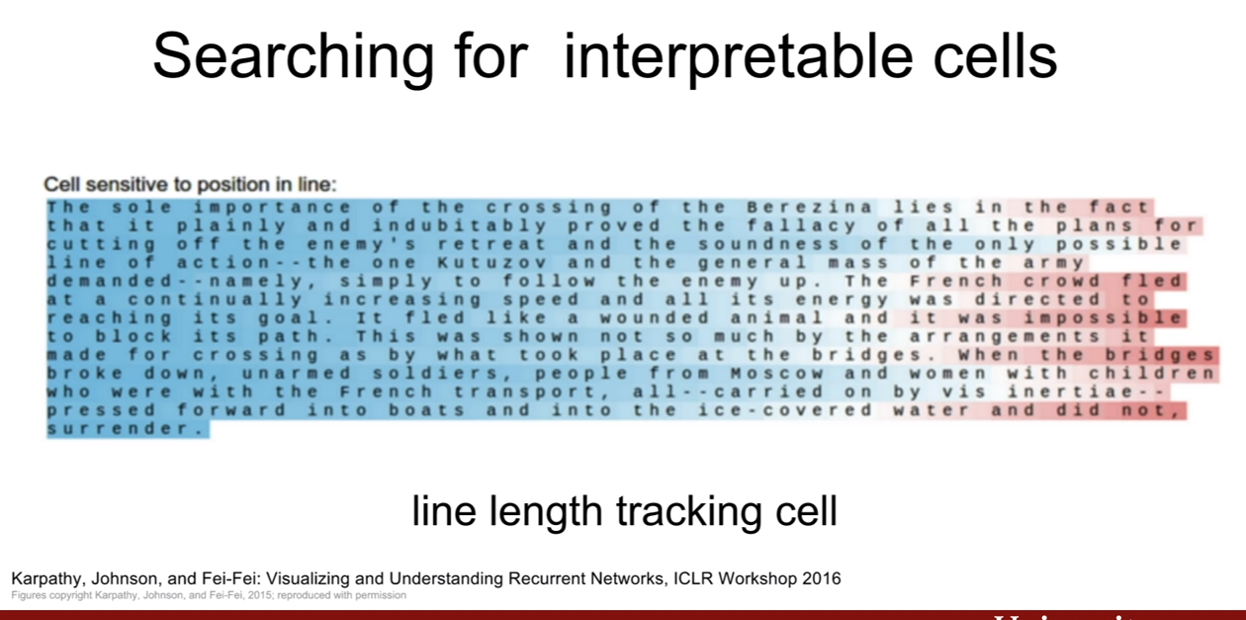 Searching for interpretable cells
Cell sensitive to position in line:
The sole importance of the crossing of the Berezina lies in the fact
that it plainly and indubitably proved the fallacy of all the plans for
cutting off the enemy's retreat and the soundness of the only possible
line of action--the one Kutuzov and the general mass of the army
demanded--namely, simply to follow the enemy up. The French crowd fled
at a continually increasing speed and all its energy was directed to
reaching its goal. It fled like a wounded animal and it was impossible
to block its path. This was shown not so much by the arrangements it
made for crossing as by what took place at the bridges. When the bridges
broke down, unarmed soldiers, people from Moscow and women with children
who were with the French transport, all--carried on by vis inertiae--
pressed forward into boats and into the ice-covered water and did not,
surrender.
line length tracking cell
Karpathy, Johnson, and Fei-Fei: Visualizing and Understanding Recurrent Networks, ICLR Workshop 2016
Figures copyright Karpathy, Johnson, and Fei-Fei, 2015; reproduced with permission